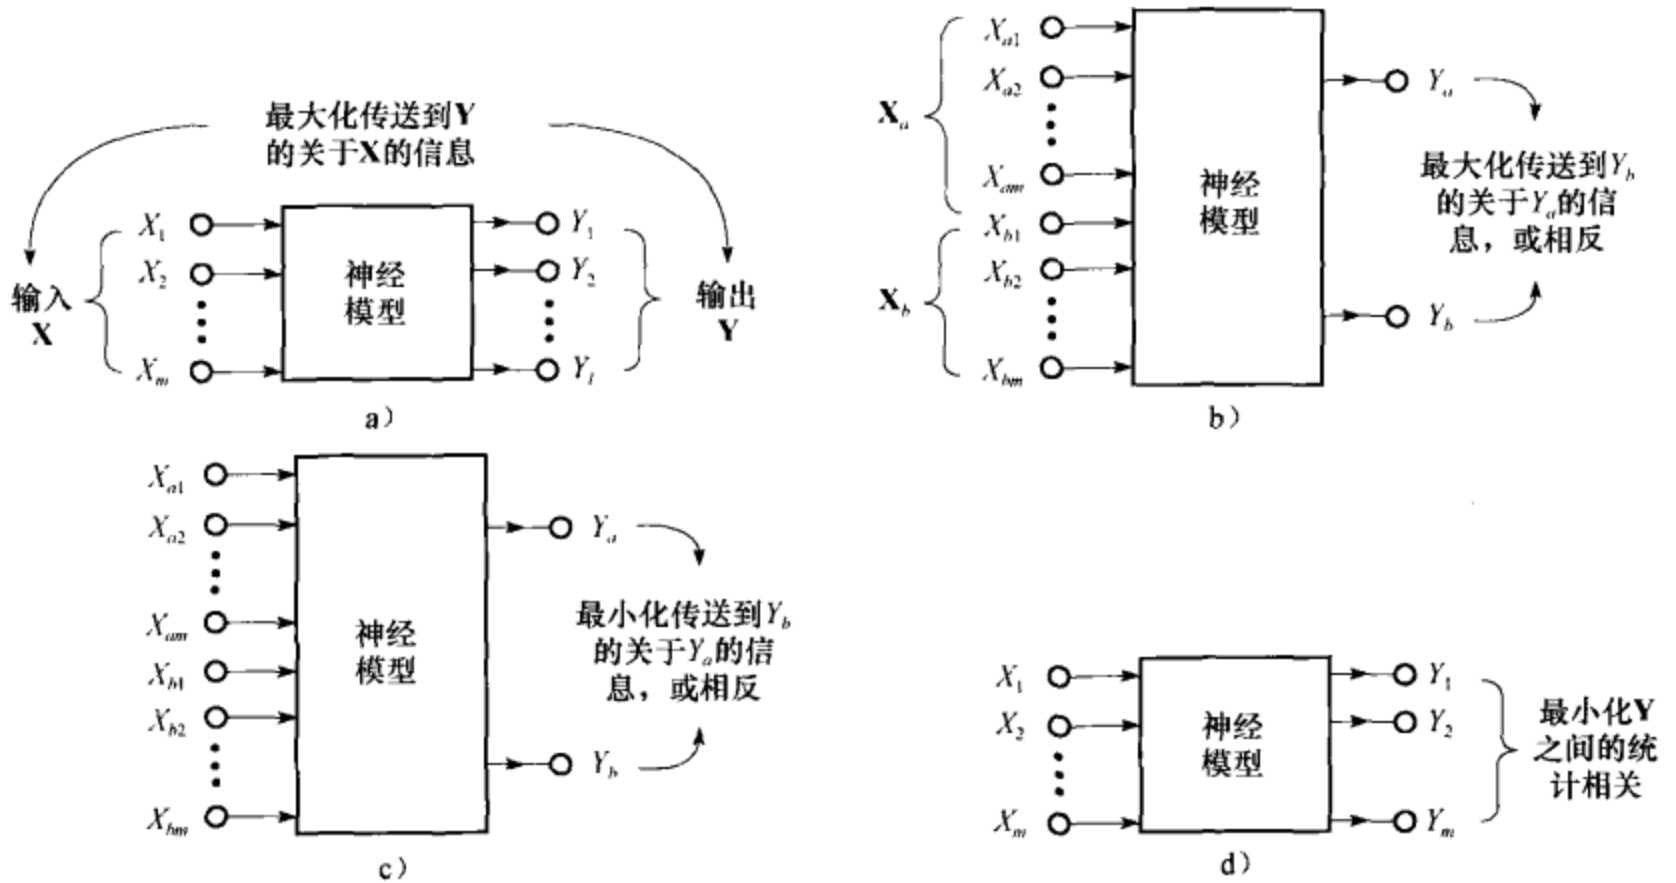 最大化传送到Y
的关于X的信息
X1
X2
Xm
输入
X
神经
模型
Y1
Y2
Yl
输出
Y
a）
Xa1
Xa2
Xam
Xb1
Xb2
Xbm
Xa
Xb
神经
模型
Ya
Yb
最大化传送到Yb
的关于Ya的信
息，或相反
b）
Xa1
Xa2
Xam
Xb1
Xb2
Xbm
神经
模型
Ya
Yb
最小化传送到Yb
的关于Ya的信
息，或相反
c）
X1
X2
Xm
神经
模型
Y1
Y2
Ym
最小化Y
之间的统
计相关
d）